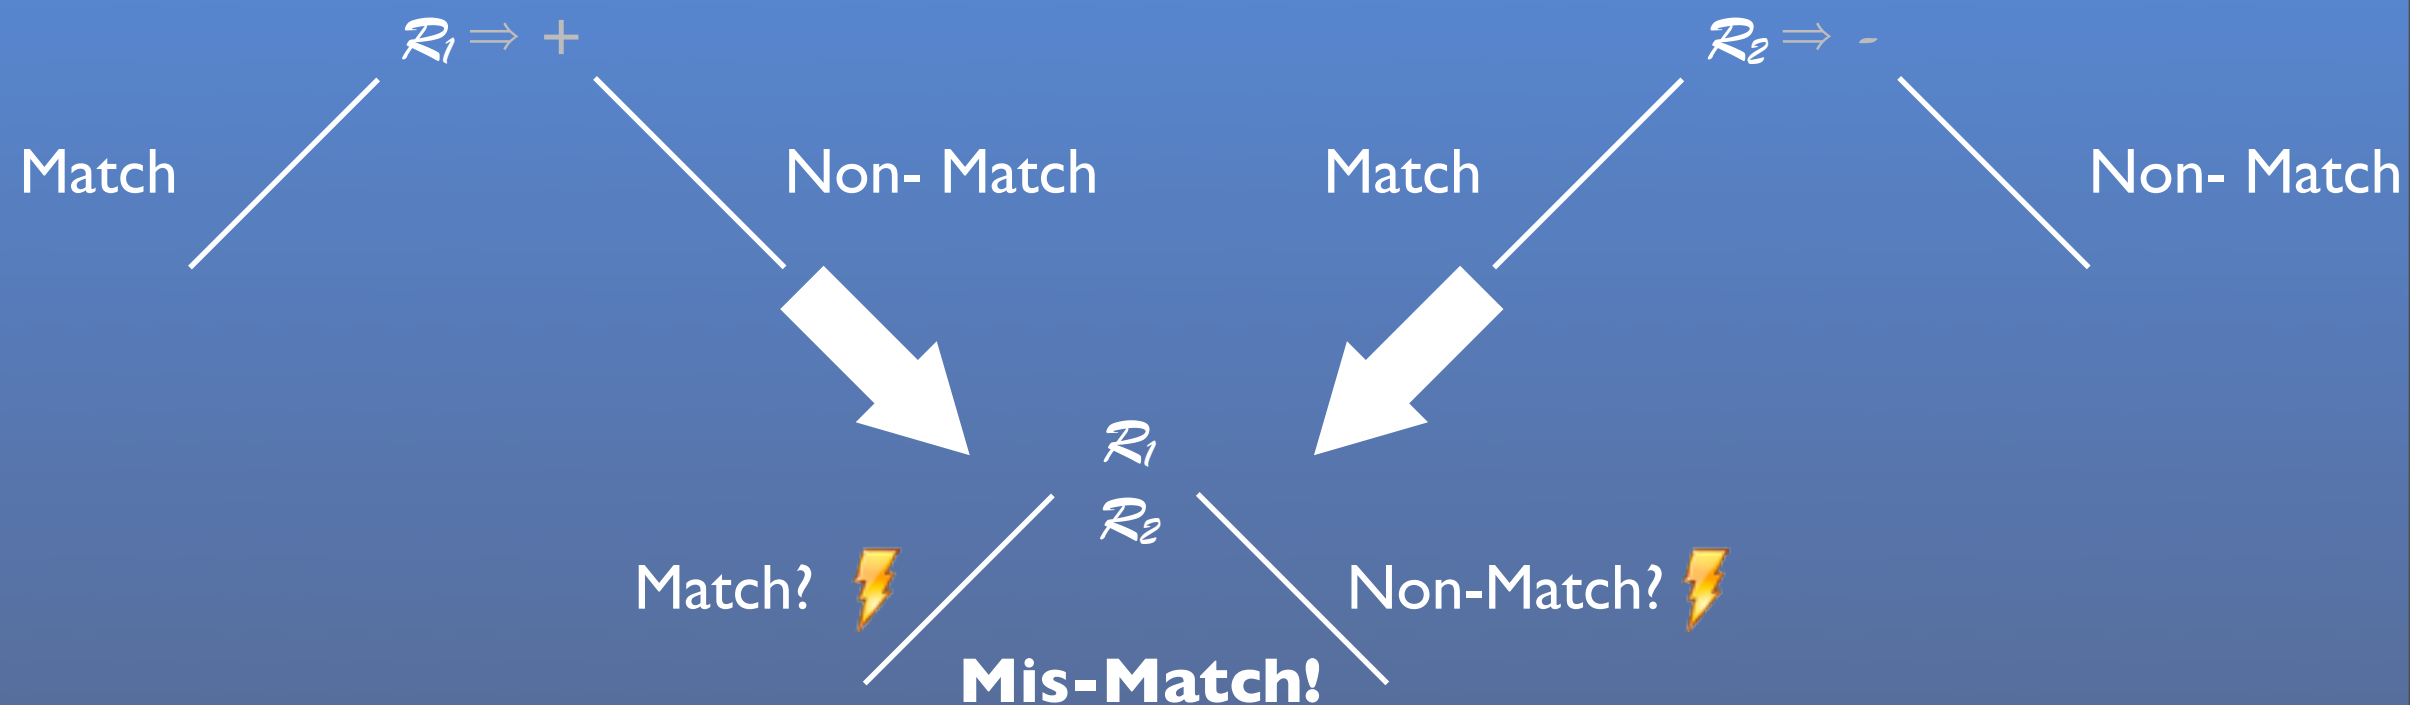 R1 ⇒ +
R2 ⇒ -
Match
Non- Match
Match
Non- Match
R1
R2
Match?
Non-Match?
Mis-Match!